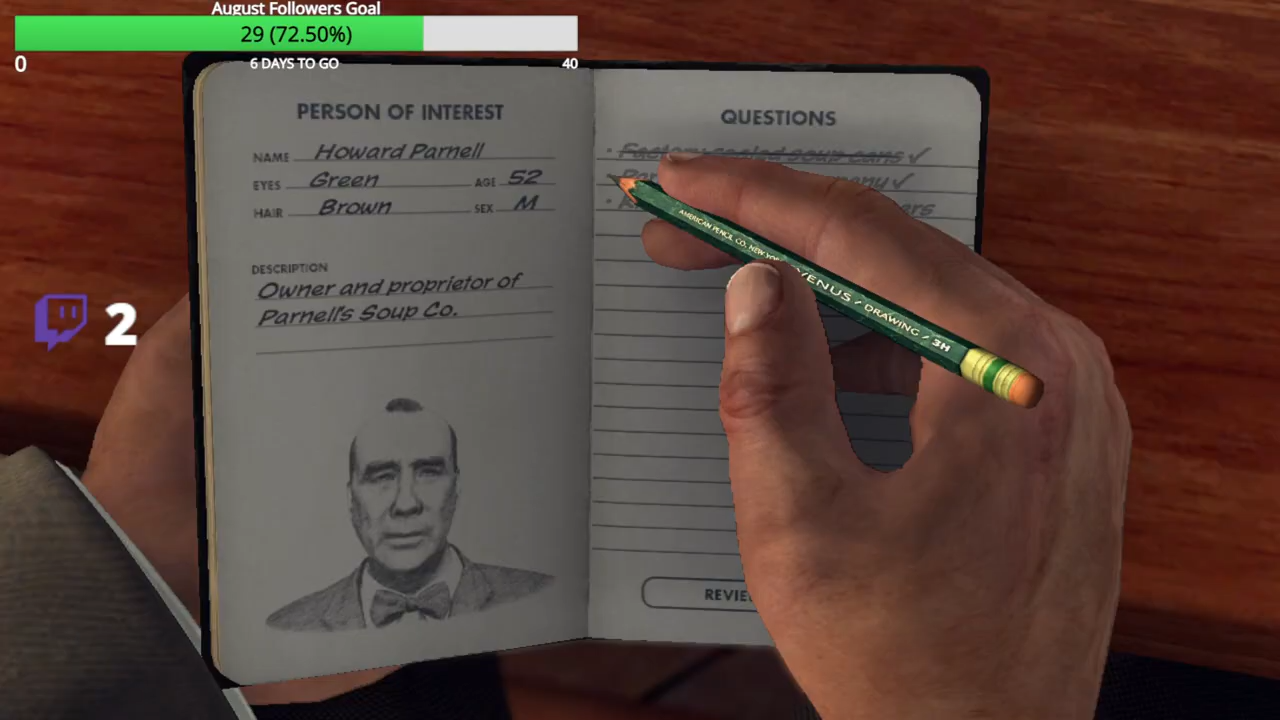 August Followers Goal
29 (72.50%)
0 6 DAYS TO GO 40
PERSON OF INTEREST
NAME Howard Parnell
EYES Green AGE 52
HAIR Brown SEX M
DESCRIPTION
Owner and proprietor of
Parnell's Soup Co.
2
QUESTIONS
Factory sealed soup cans ✓
AMERICAN PENCIL CO. NEW YORK
VENUS / DRAWING / 3H
REVIE